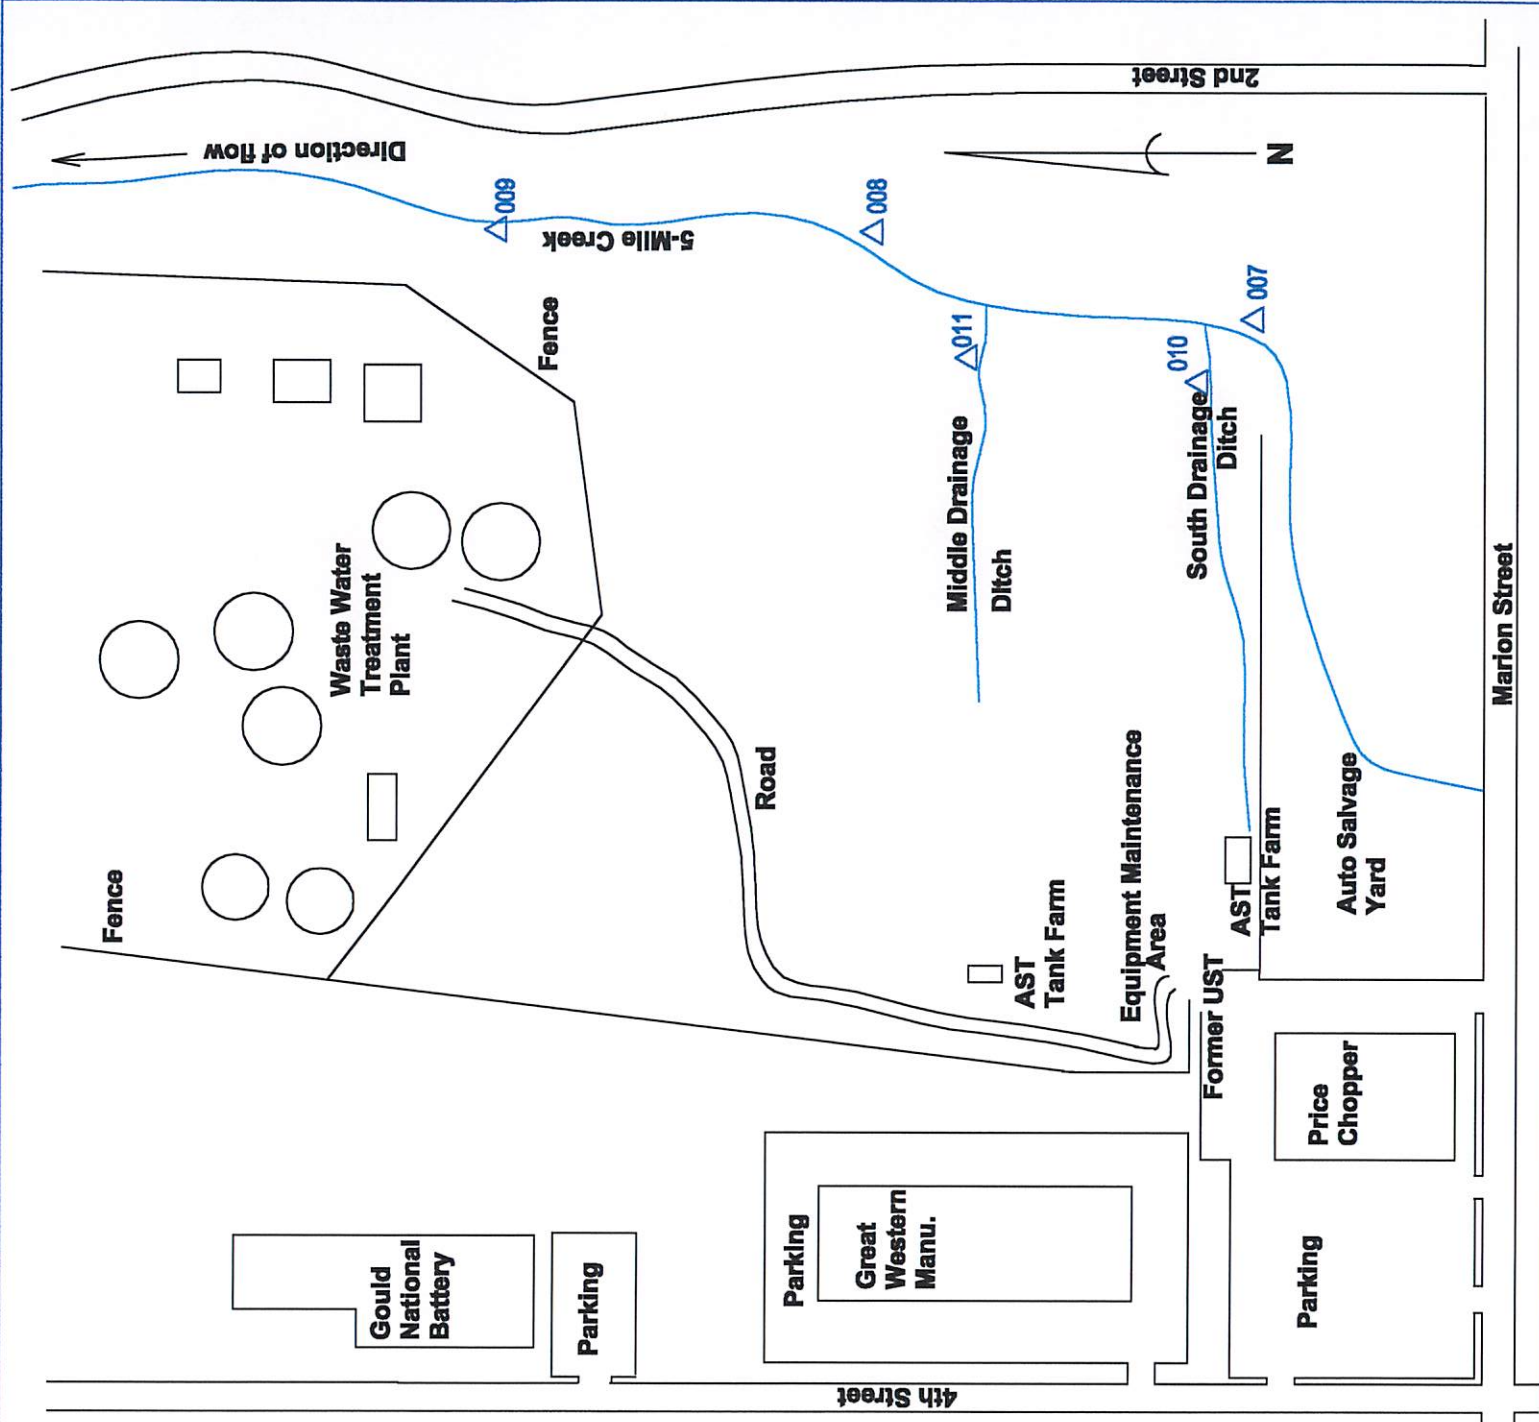 2nd Street
Direction of flow
N
009
008
007
5-Mile Creek
Fence
011
010
Middle Drainage
Ditch
South Drainage
Ditch
Waste Water
Treatment
Plant
Marion Street
Road
Fence
Equipment Maintenance
Area
AST
Tank Farm
AST
Tank Farm
Auto Salvage
Yard
Former UST
Price
Chopper
Parking
Great
Western
Manu.
Parking
Gould
National
Battery
Parking
4th Street